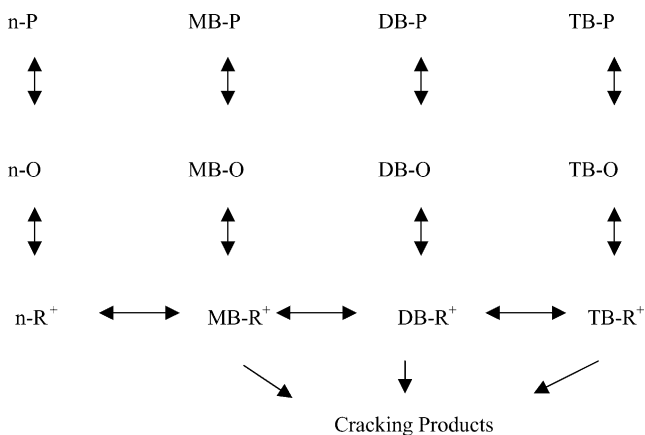 n-P MB-P DB-P TB-P
n-O MB-O DB-O TB-O
n-R⁺ MB-R⁺ DB-R⁺ TB-R⁺
Cracking Products